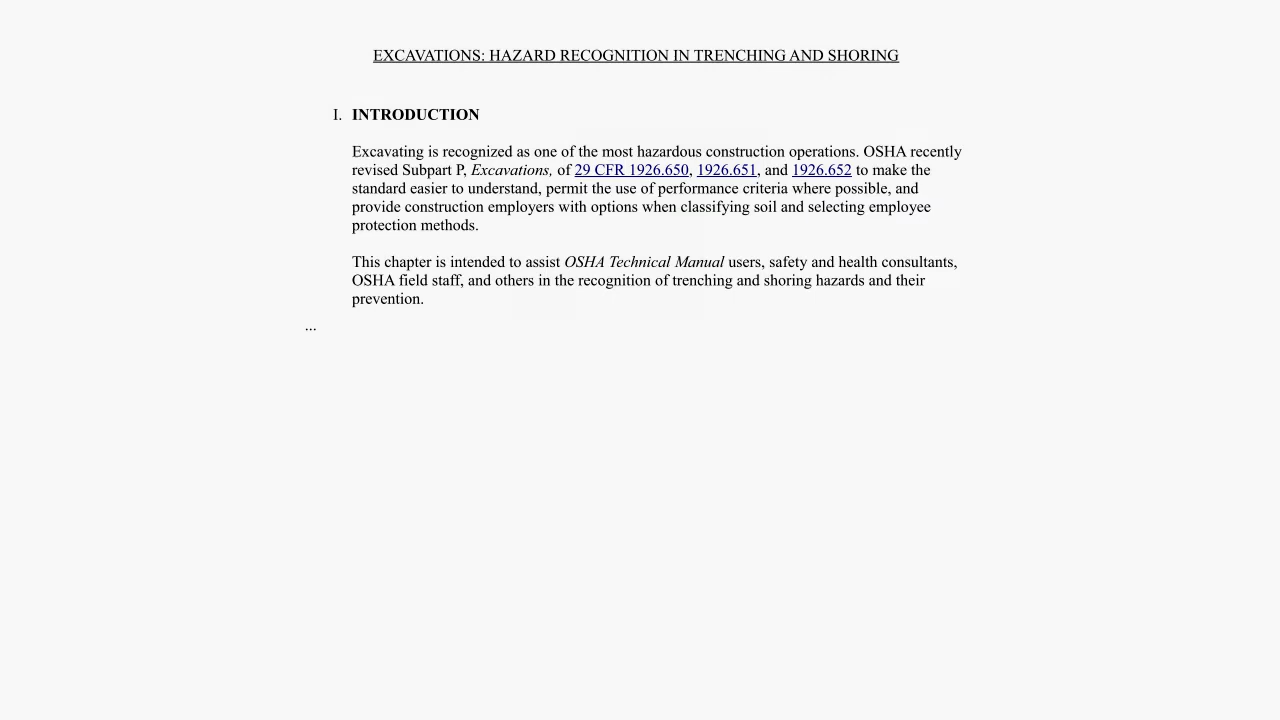 EXCAVATIONS: HAZARD RECOGNITION IN TRENCHING AND SHORING
I. INTRODUCTION
Excavating is recognized as one of the most hazardous construction operations. OSHA recently
revised Subpart P, Excavations, of 29 CFR 1926.650, 1926.651, and 1926.652 to make the
standard easier to understand, permit the use of performance criteria where possible, and
provide construction employers with options when classifying soil and selecting employee
protection methods.
This chapter is intended to assist OSHA Technical Manual users, safety and health consultants,
OSHA field staff, and others in the recognition of trenching and shoring hazards and their
prevention.
...